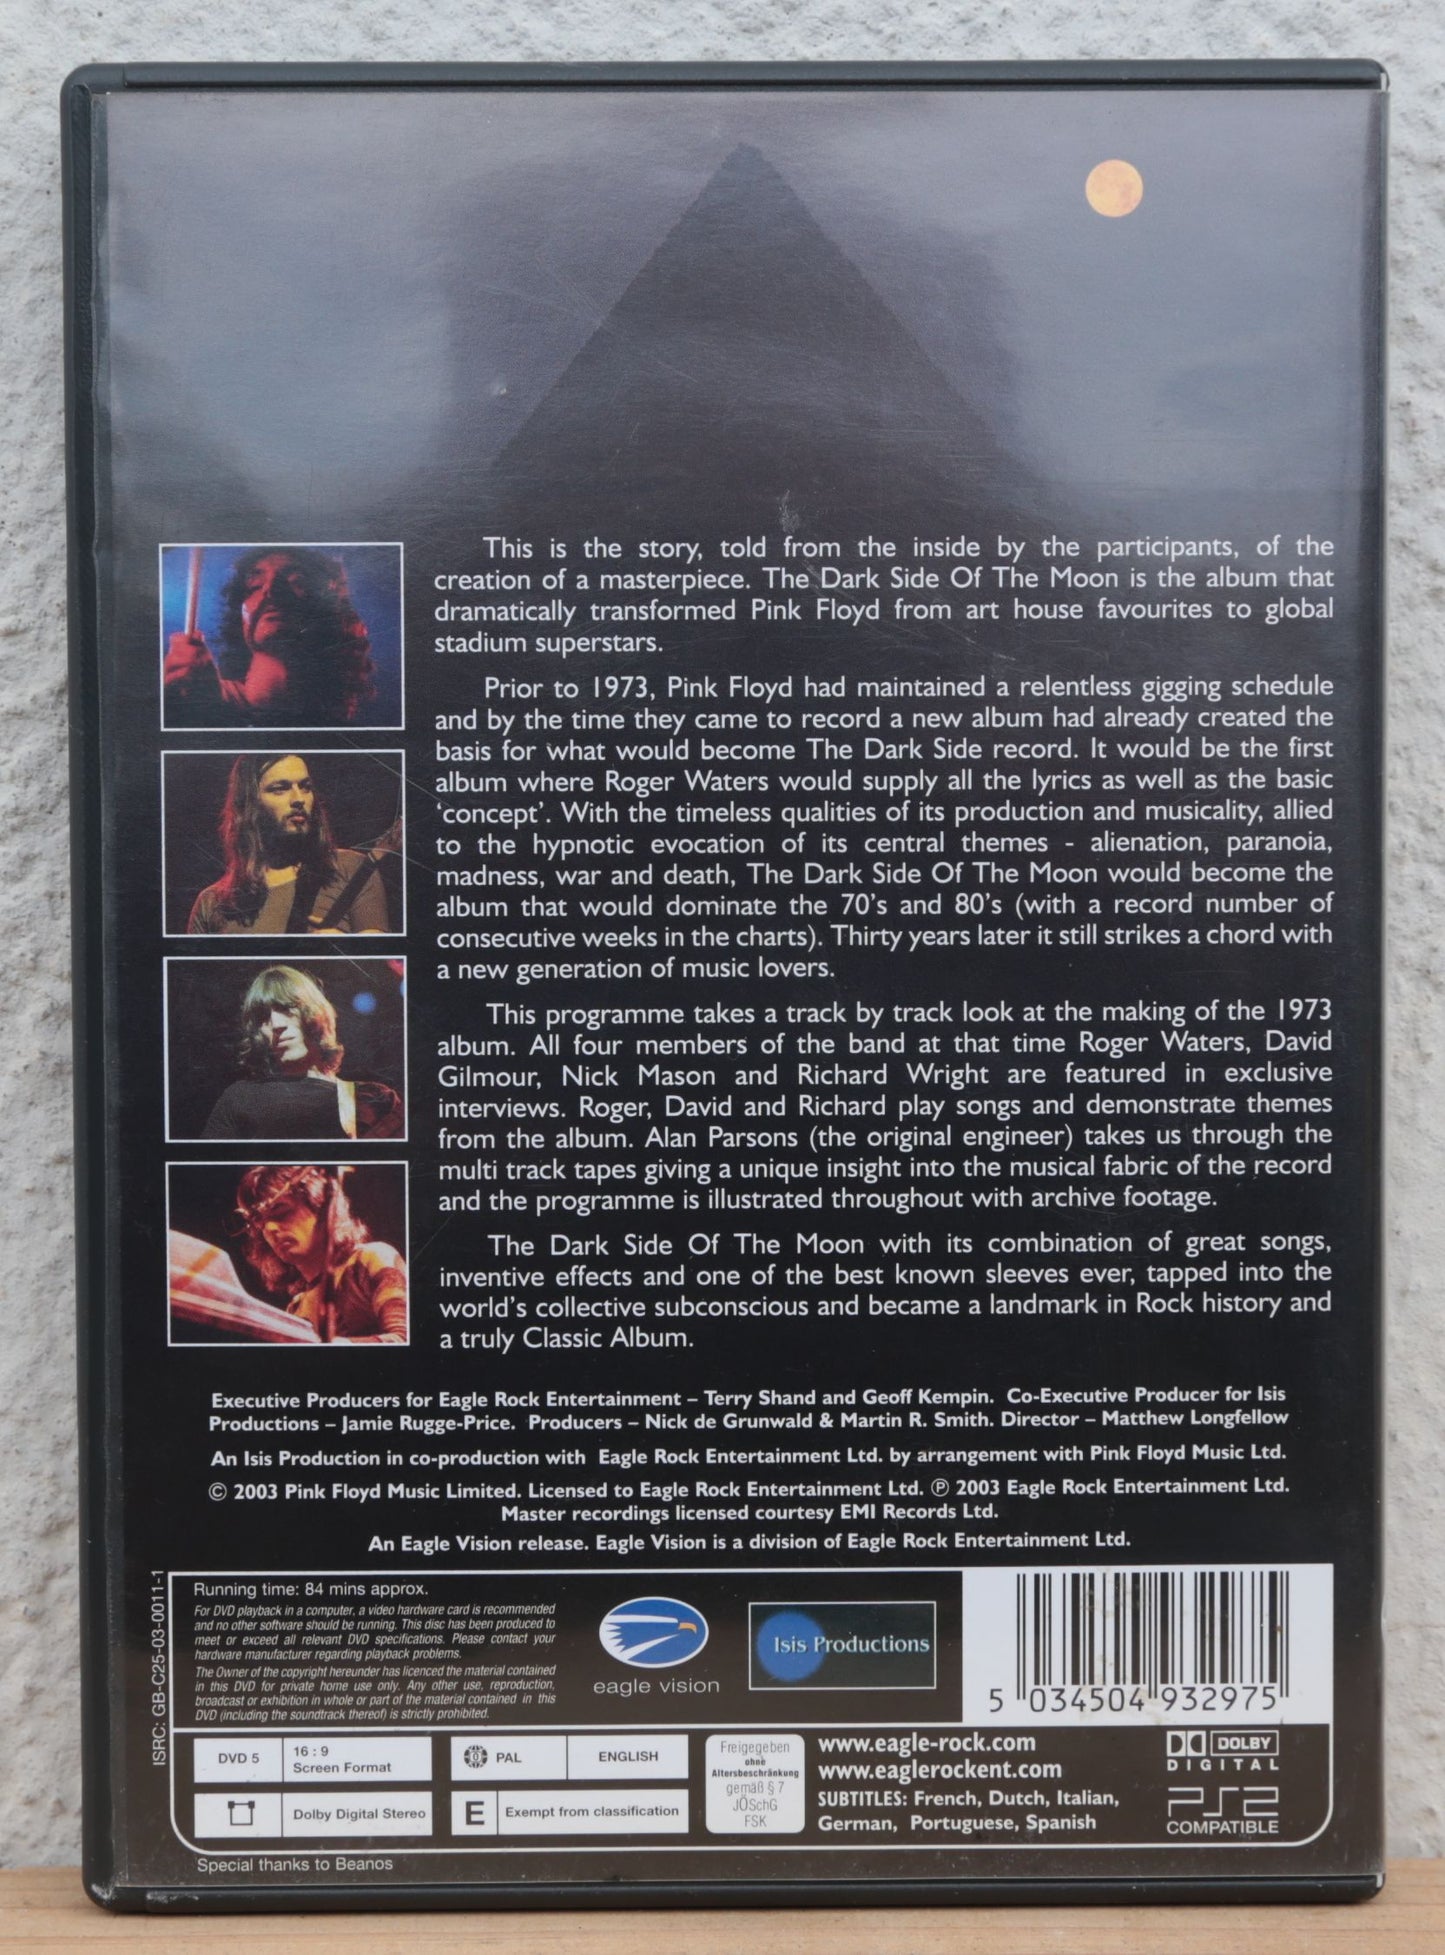 This is the story, told from the inside by the participants, of the
creation of a masterpiece. The Dark Side Of The Moon is the album that
dramatically transformed Pink Floyd from art house favourites to global
stadium superstars.
Prior to 1973, Pink Floyd had maintained a relentless gigging schedule
and by the time they came to record a new album had already created the
basis for what would become The Dark Side record. It would be the first
album where Roger Waters would supply all the lyrics as well as the basic
‘concept’. With the timeless qualities of its production and musicality, allied
to the hypnotic evocation of its central themes - alienation, paranoia,
madness, war and death, The Dark Side Of The Moon would become the
album that would dominate the 70’s and 80’s (with a record number of
consecutive weeks in the charts). Thirty years later it still strikes a chord with
a new generation of music lovers.
This programme takes a track by track look at the making of the 1973
album. All four members of the band at that time Roger Waters, David
Gilmour, Nick Mason and Richard Wright are featured in exclusive
interviews. Roger, David and Richard play songs and demonstrate themes
from the album. Alan Parsons (the original engineer) takes us through the
multi track tapes giving a unique insight into the musical fabric of the record
and the programme is illustrated throughout with archive footage.
The Dark Side Of The Moon with its combination of great songs,
inventive effects and one of the best known sleeves ever, tapped into the
world’s collective subconscious and became a landmark in Rock history and
a truly Classic Album.
Executive Producers for Eagle Rock Entertainment – Terry Shand and Geoff Kempin. Co-Executive Producer for Isis
Productions – Jamie Rugge-Price. Producers – Nick de Grunwald & Martin R. Smith. Director – Matthew Longfellow
An Isis Production in co-production with Eagle Rock Entertainment Ltd. by arrangement with Pink Floyd Music Ltd.
© 2003 Pink Floyd Music Limited. Licensed to Eagle Rock Entertainment Ltd. ℗ 2003 Eagle Rock Entertainment Ltd.
Master recordings licensed courtesy EMI Records Ltd.
An Eagle Vision release. Eagle Vision is a division of Eagle Rock Entertainment Ltd.
ISRC: GB-C25-03-0011-1
Running time: 84 mins approx.
For DVD playback in a computer, a video hardware card is recommended
and no other software should be running. This disc has been produced to
meet or exceed all relevant DVD specifications. Please contact your
hardware manufacturer regarding playback problems.
The Owner of the copyright hereunder has licenced the material contained
in this DVD for private home use only. Any other use, reproduction,
broadcast or exhibition in whole or part of the material contained in this
DVD (including the soundtrack thereof) is strictly prohibited.
eagle vision
Isis Productions
5 034504 932975
DVD 5
16 : 9
Screen Format
Dolby Digital Stereo
PAL
ENGLISH
E
Exempt from classification
Freigegeben
ohne
Altersbeschränkung
gemäß § 7
JÖSchG
FSK
www.eagle-rock.com
www.eaglerockent.com
SUBTITLES: French, Dutch, Italian,
German, Portuguese, Spanish
DOLBY
DIGITAL
PS2
COMPATIBLE
Special thanks to Beanos